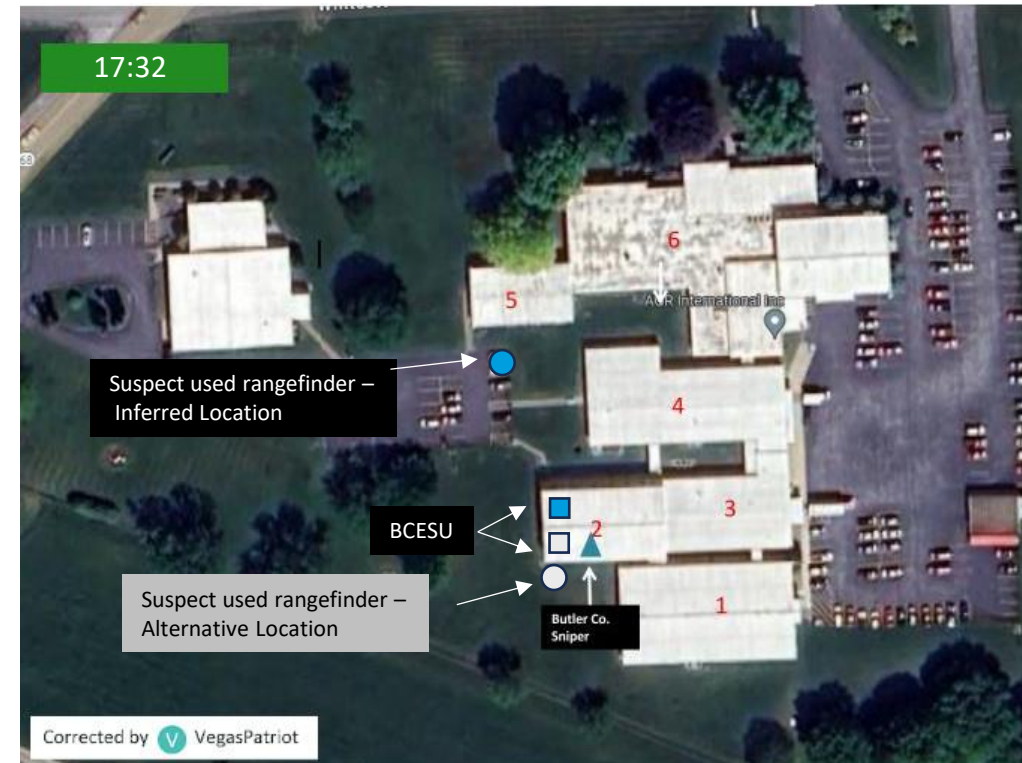 17:32
68
6
5
AGR International Inc
Suspect used rangefinder –
Inferred Location
4
3
BCESU
2
Suspect used rangefinder –
Alternative Location
Butler Co.
Sniper
1
Corrected by V VegasPatriot